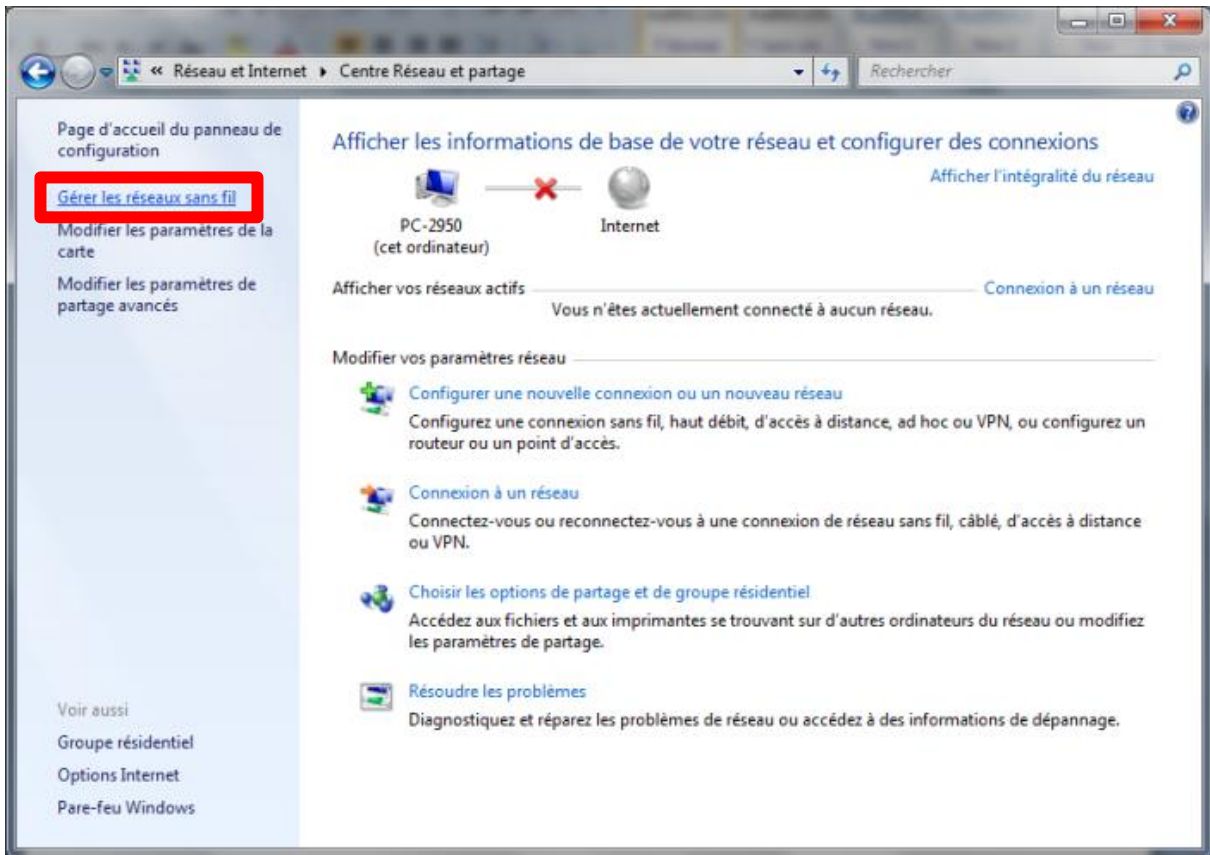 « Réseau et Internet ▸ Centre Réseau et partage
Rechercher
Page d'accueil du panneau de
configuration
Gérer les réseaux sans fil
Modifier les paramètres de la
carte
Modifier les paramètres de
partage avancés
Voir aussi
Groupe résidentiel
Options Internet
Pare-feu Windows
Afficher les informations de base de votre réseau et configurer des connexions
Afficher l'intégralité du réseau
PC-2950
(cet ordinateur)
Internet
Afficher vos réseaux actifs
Connexion à un réseau
Vous n'êtes actuellement connecté à aucun réseau.
Modifier vos paramètres réseau
Configurer une nouvelle connexion ou un nouveau réseau
Configurez une connexion sans fil, haut débit, d'accès à distance, ad hoc ou VPN, ou configurez un
routeur ou un point d'accès.
Connexion à un réseau
Connectez-vous ou reconnectez-vous à une connexion de réseau sans fil, câblé, d'accès à distance
ou VPN.
Choisir les options de partage et de groupe résidentiel
Accédez aux fichiers et aux imprimantes se trouvant sur d'autres ordinateurs du réseau ou modifiez
les paramètres de partage.
Résoudre les problèmes
Diagnostiquez et réparez les problèmes de réseau ou accédez à des informations de dépannage.